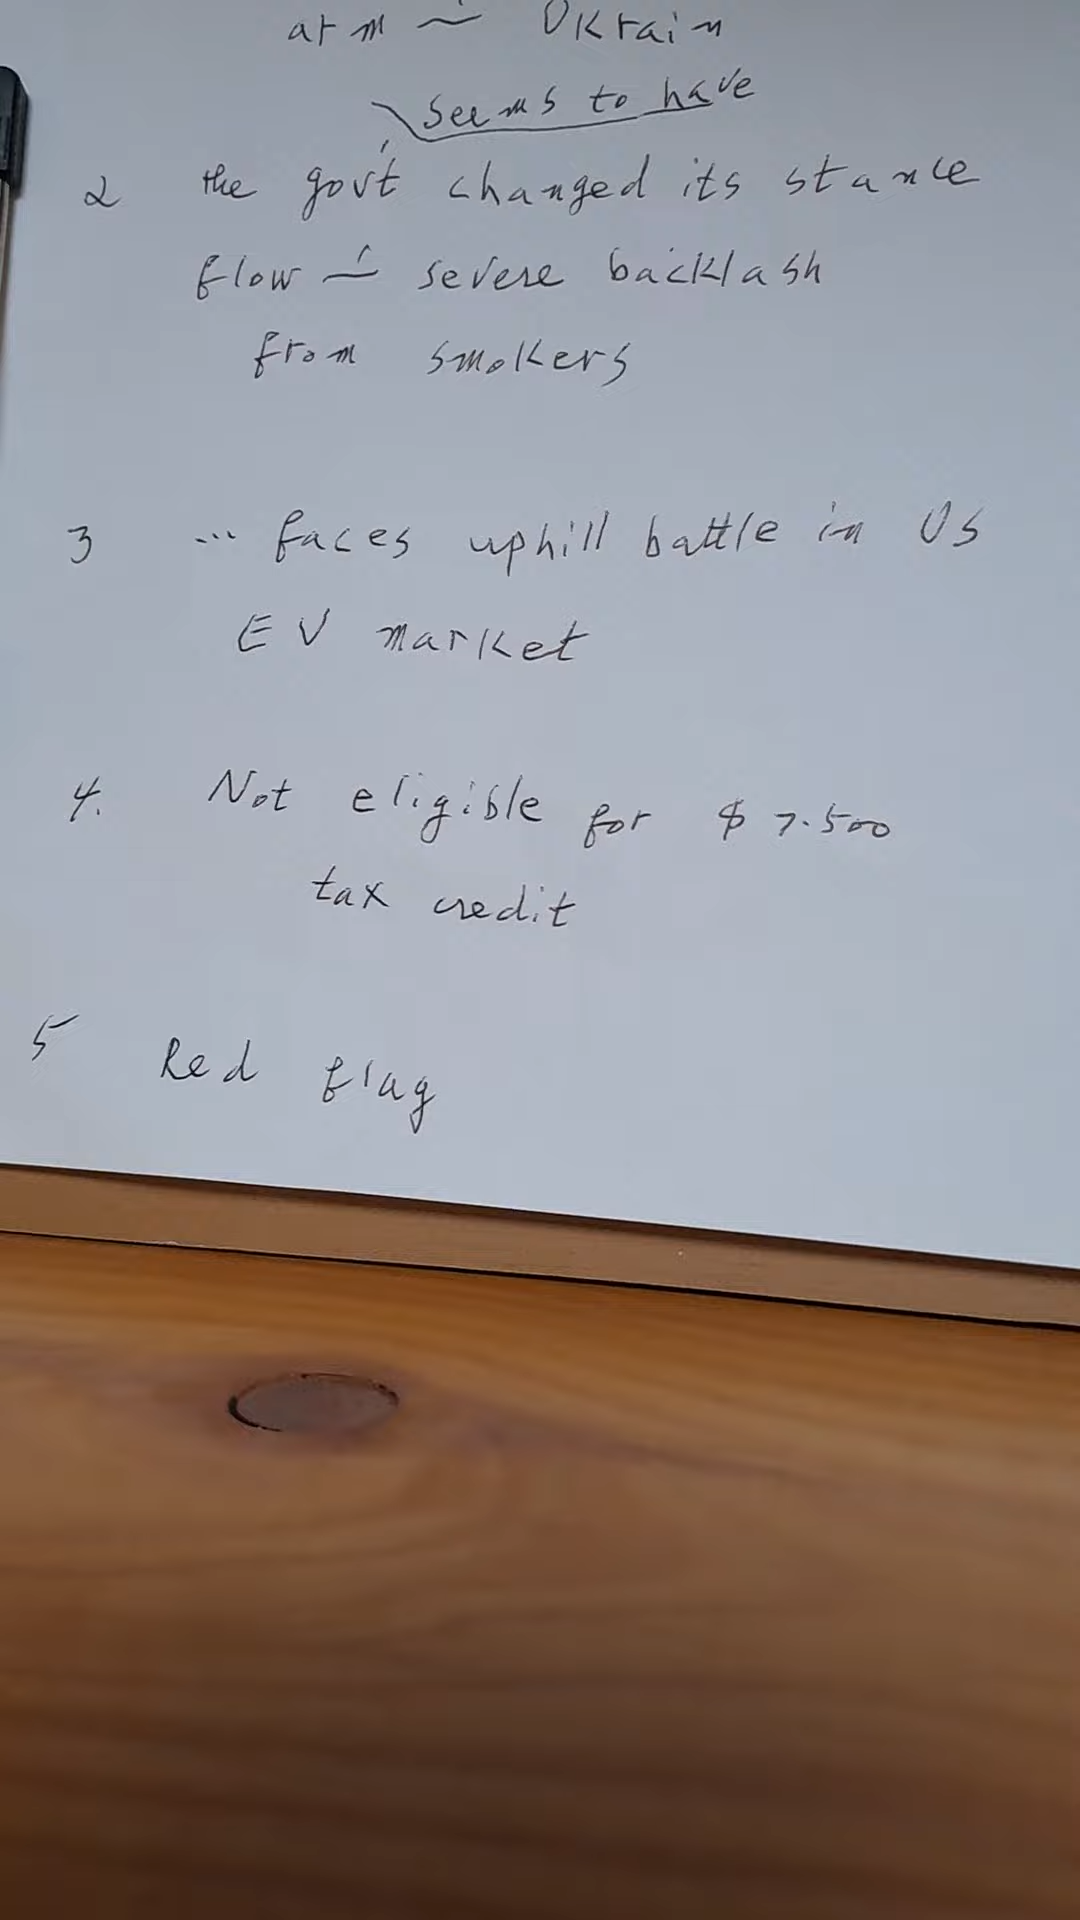 arm ~ Ukrain
seems to have
2 the gov't changed its stance
flow ∸ severe backlash
from smokers
3 ... faces uphill battle in US
EV market
4. Not eligible for $ 7.500
tax credit
5 Red flag